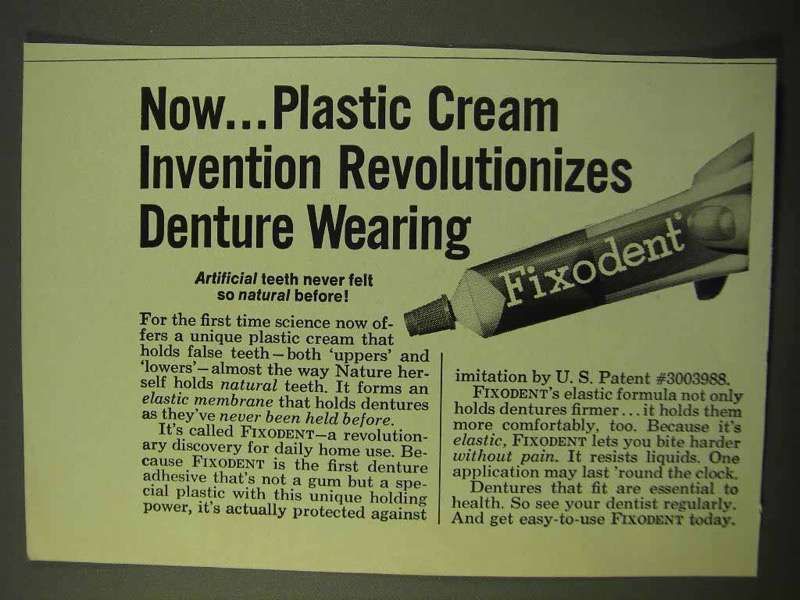 Now...Plastic Cream
Invention Revolutionizes
Denture Wearing
Fixodent®
Artificial teeth never felt
so natural before!
For the first time science now of-
fers a unique plastic cream that
holds false teeth—both ‘uppers’ and
‘lowers’—almost the way Nature her-
self holds natural teeth. It forms an
elastic membrane that holds dentures
as they’ve never been held before.
It’s called FIXODENT—a revolution-
ary discovery for daily home use. Be-
cause FIXODENT is the first denture
adhesive that’s not a gum but a spe-
cial plastic with this unique holding
power, it’s actually protected against
imitation by U. S. Patent #3003988.
FIXODENT’s elastic formula not only
holds dentures firmer...it holds them
more comfortably, too. Because it’s
elastic, FIXODENT lets you bite harder
without pain. It resists liquids. One
application may last ’round the clock.
Dentures that fit are essential to
health. So see your dentist regularly.
And get easy-to-use FIXODENT today.